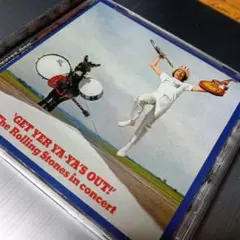 'GET YER YA-YA'S OUT!'
The Rolling Stones in concert